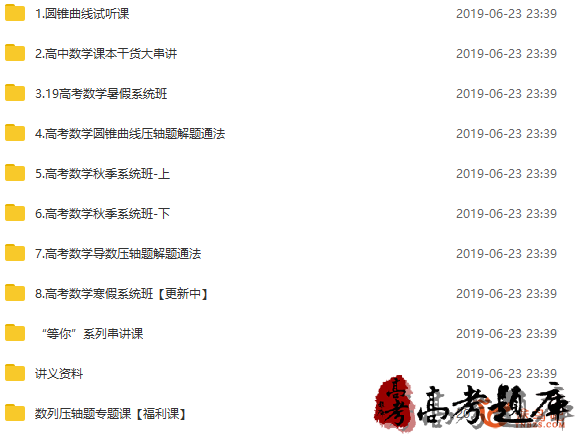 1.圆锥曲线试听课 2019-06-23 23:39
2.高中数学课本干货大串讲 2019-06-23 23:39
3.19高考数学暑假系统班 2019-06-23 23:39
4.高考数学圆锥曲线压轴题解题通法 2019-06-23 23:39
5.高考数学秋季系统班-上 2019-06-23 23:39
6.高考数学秋季系统班-下 2019-06-23 23:39
7.高考数学导数压轴题解题通法 2019-06-23 23:39
8.高考数学寒假系统班【更新中】 2019-06-23 23:39
“等你”系列串讲课 2019-06-23 23:39
讲义资料 2019-06-23 23:39
数列压轴题专题课【福利课】
高考 高考题库